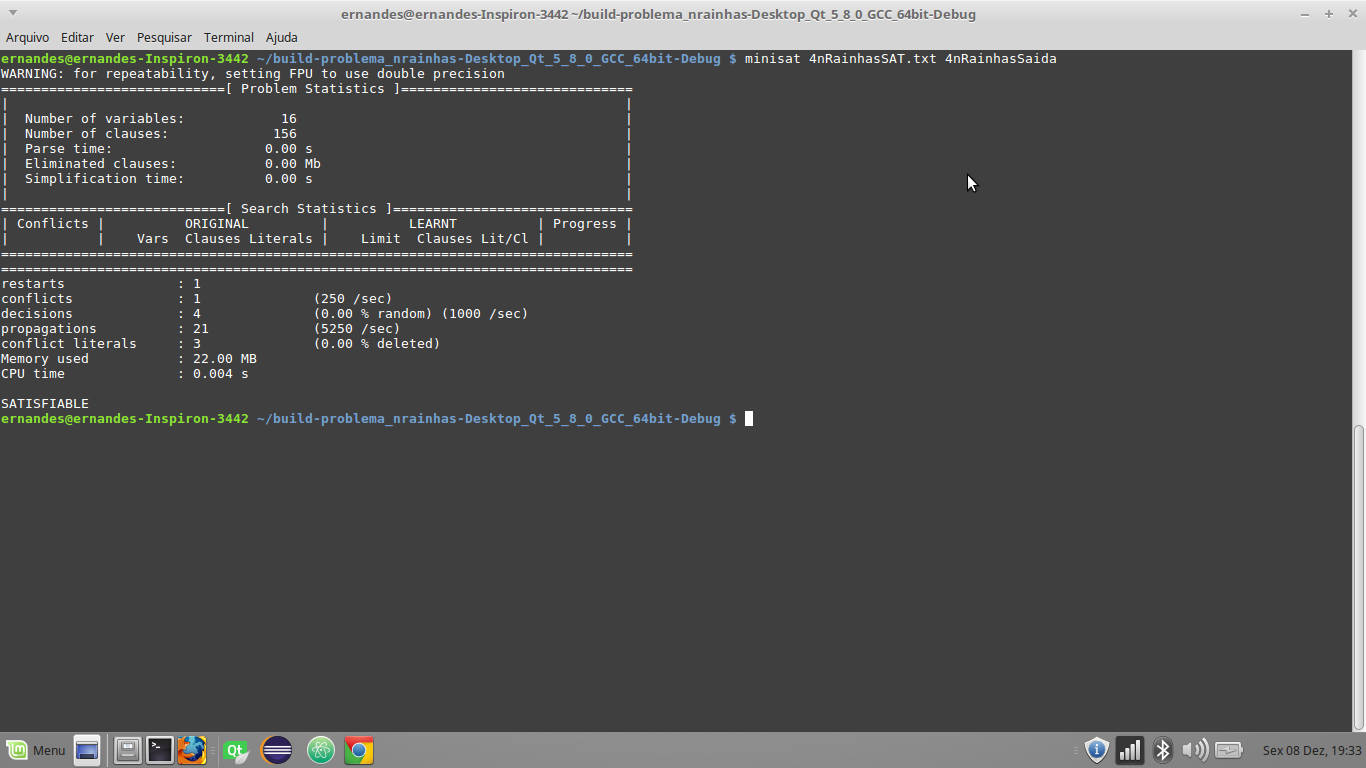 ernandes@ernandes-Inspiron-3442 ~/build-problema_nrainhas-Desktop_Qt_5_8_0_GCC_64bit-Debug
Arquivo Editar Ver Pesquisar Terminal Ajuda
ernandes@ernandes-Inspiron-3442 ~/build-problema_nrainhas-Desktop_Qt_5_8_0_GCC_64bit-Debug $ minisat 4nRainhasSAT.txt 4nRainhasSaida
WARNING: for repeatability, setting FPU to use double precision
============================[ Problem Statistics ]=============================
|                                                                             |
|  Number of variables:            16                                         |
|  Number of clauses:             156                                         |
|  Parse time:                   0.00 s                                       |
|  Eliminated clauses:           0.00 Mb                                      |
|  Simplification time:          0.00 s                                       |
|                                                                             |
============================[ Search Statistics ]==============================
| Conflicts |          ORIGINAL         |          LEARNT          | Progress |
|           |    Vars  Clauses Literals |    Limit  Clauses Lit/Cl |          |
===============================================================================
===============================================================================
restarts              : 1
conflicts             : 1              (250 /sec)
decisions             : 4              (0.00 % random) (1000 /sec)
propagations          : 21             (5250 /sec)
conflict literals     : 3              (0.00 % deleted)
Memory used           : 22.00 MB
CPU time              : 0.004 s
SATISFIABLE
ernandes@ernandes-Inspiron-3442 ~/build-problema_nrainhas-Desktop_Qt_5_8_0_GCC_64bit-Debug $
Menu
Qt
Sex 08 Dez, 19:33